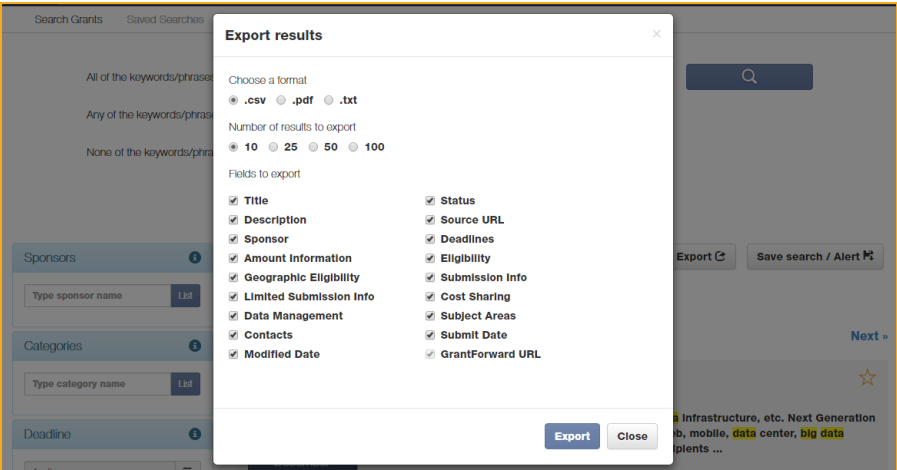 Search Grants Saved Searches
Export results ×
Choose a format
.csv .pdf .txt
All of the keywords/phrases
Any of the keywords/phras
None of the keywords/phra
Number of results to export
10 25 50 100
Fields to export
Title Status
Description Source URL
Sponsor Deadlines
Amount Information Eligibility
Geographic Eligibility Submission Info
Limited Submission Info Cost Sharing
Data Management Subject Areas
Contacts Submit Date
Modified Date GrantForward URL
Export Close
Sponsors
Type sponsor name List
Categories
Type category name List
Deadline
Export Save search / Alert
Next »
a Infrastructure, etc. Next Generation
eb, mobile, data center, big data
ipients ...